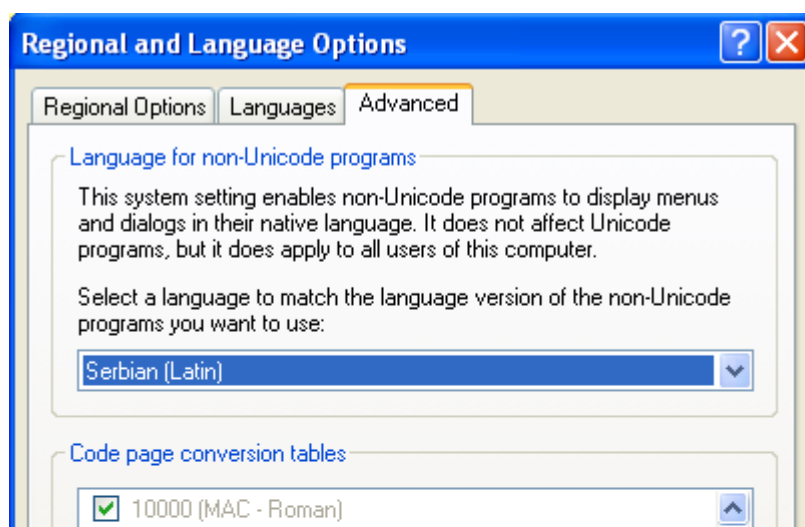 Regional and Language Options
Regional Options Languages Advanced
Language for non-Unicode programs
This system setting enables non-Unicode programs to display menus
and dialogs in their native language. It does not affect Unicode
programs, but it does apply to all users of this computer.
Select a language to match the language version of the non-Unicode
programs you want to use:
Serbian (Latin)
Code page conversion tables
10000 (MAC - Roman)